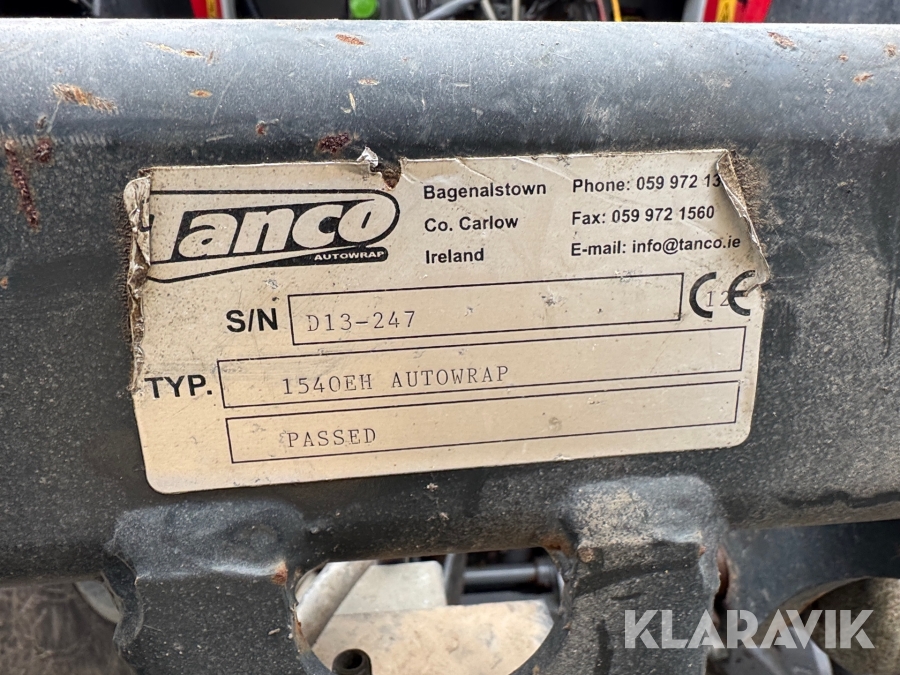 Tanco
AUTOWRAP
Bagenalstown
Co. Carlow
Ireland
Phone: 059 972 13
Fax: 059 972 1560
E-mail: info@tanco.ie
S/N D13-247
CE 12
TYP. 1540EH AUTOWRAP
PASSED
KLARAVIK